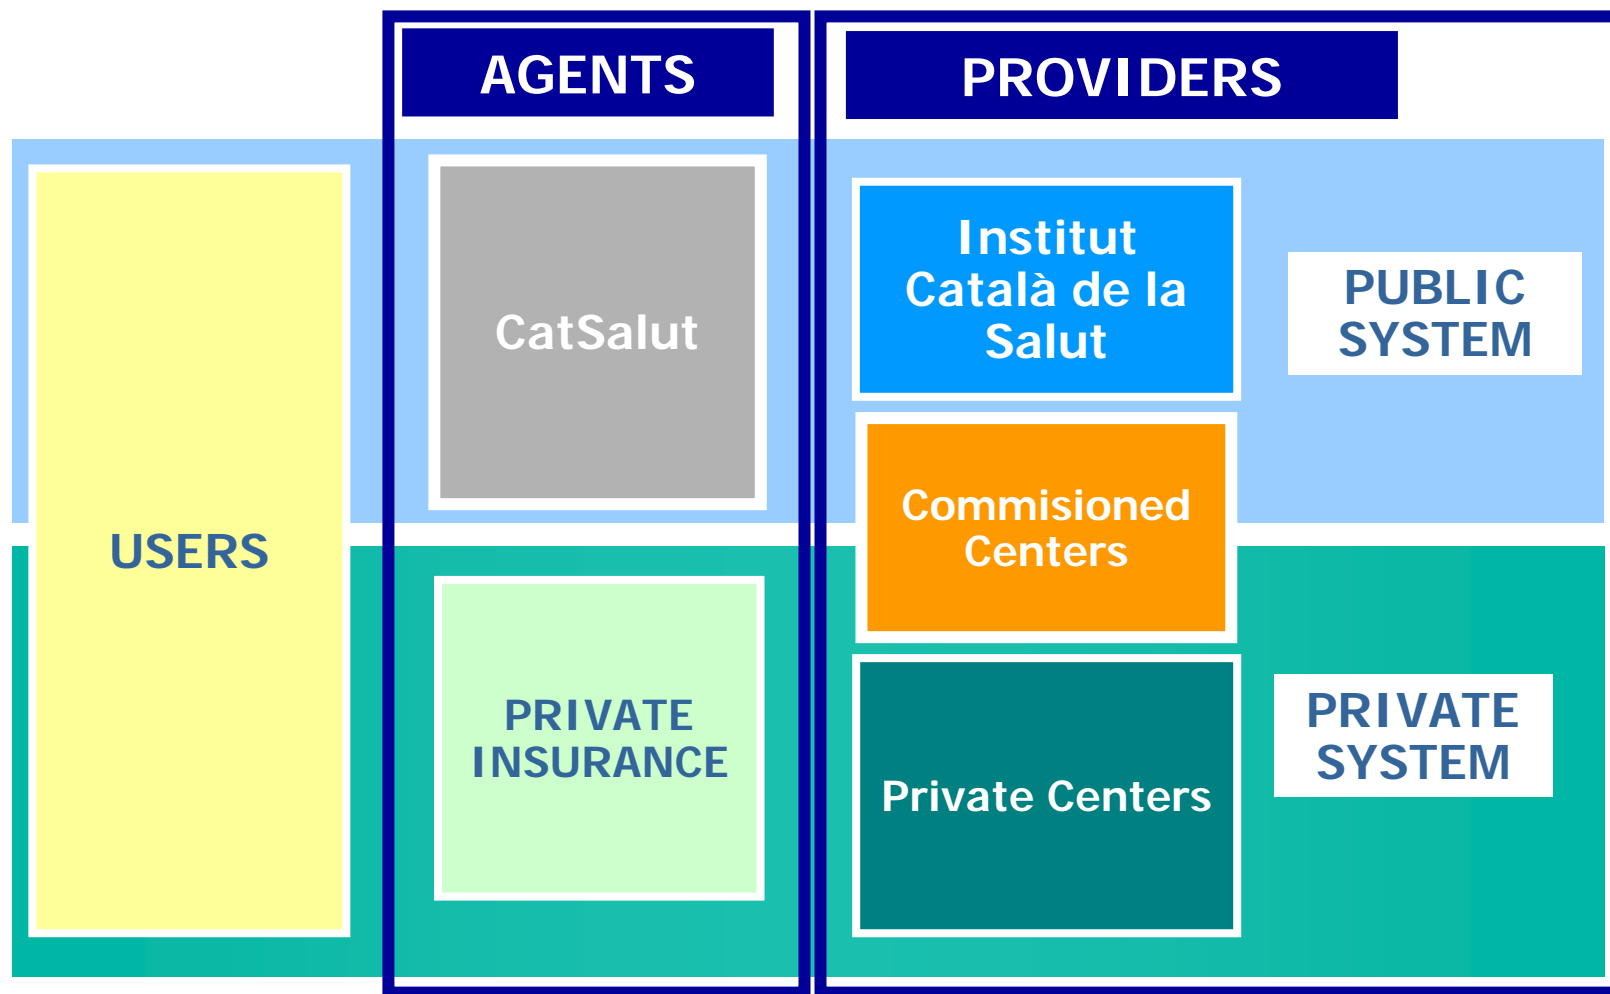 AGENTS
PROVIDERS
USERS
CatSalut
Institut
Català de la
Salut
PUBLIC
SYSTEM
Commisioned
Centers
PRIVATE
INSURANCE
Private Centers
PRIVATE
SYSTEM